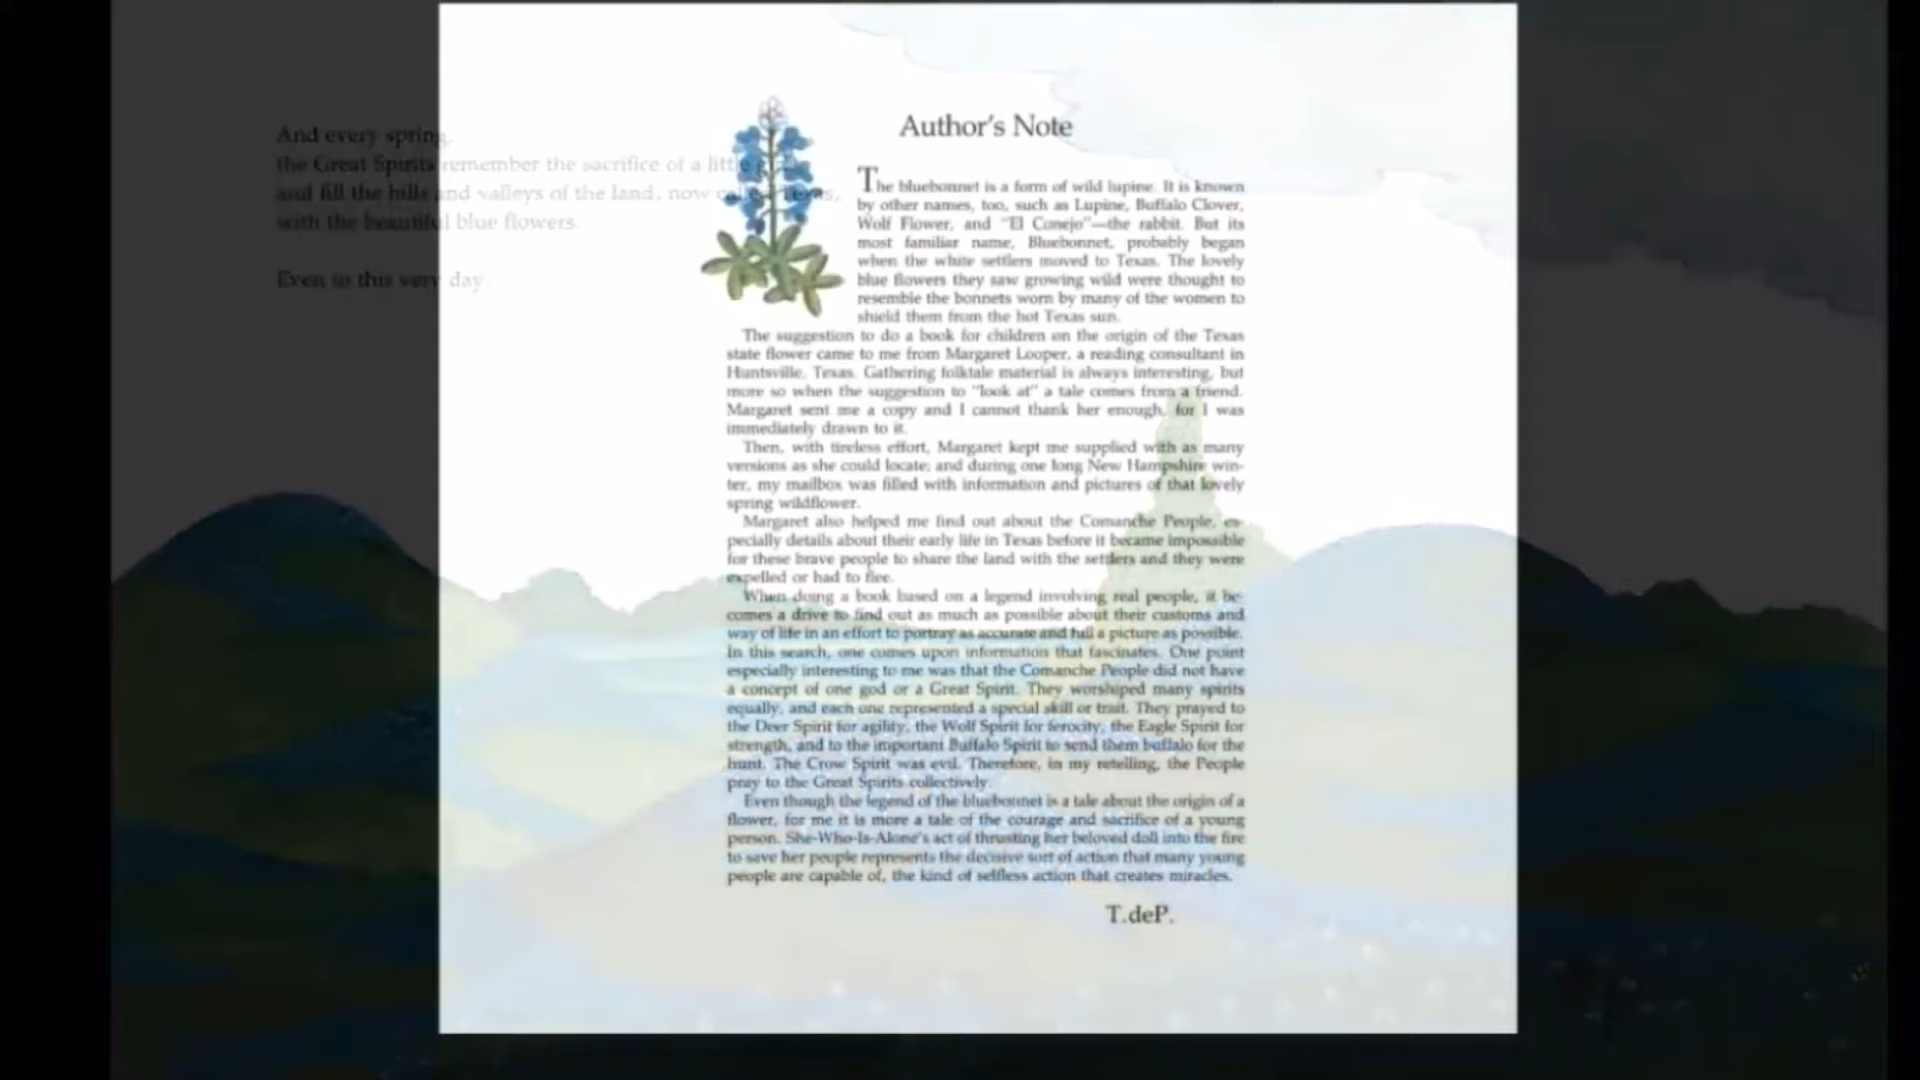 And every spring,
the Great Spirits remember the sacrifice of a little
and fill the hills and valleys of the land, now called Texas,
with the beautiful blue flowers.
Even to this very day.
Author's Note
The bluebonnet is a form of wild lupine. It is known
by other names, too, such as Lupine, Buffalo Clover,
Wolf Flower, and "El Conejo"—the rabbit. But its
most familiar name, Bluebonnet, probably began
when the white settlers moved to Texas. The lovely
blue flowers they saw growing wild were thought to
resemble the bonnets worn by many of the women to
shield them from the hot Texas sun.
The suggestion to do a book for children on the origin of the Texas
state flower came to me from Margaret Looper, a reading consultant in
Huntsville, Texas. Gathering folktale material is always interesting, but
more so when the suggestion to "look at" a tale comes from a friend.
Margaret sent me a copy and I cannot thank her enough, for I was
immediately drawn to it.
Then, with tireless effort, Margaret kept me supplied with as many
versions as she could locate; and during one long New Hampshire win-
ter, my mailbox was filled with information and pictures of that lovely
spring wildflower.
Margaret also helped me find out about the Comanche People, es-
pecially details about their early life in Texas before it became impossible
for these brave people to share the land with the settlers and they were
expelled or had to flee.
When doing a book based on a legend involving real people, it be-
comes a drive to find out as much as possible about their customs and
way of life in an effort to portray as accurate and full a picture as possible.
In this search, one comes upon information that fascinates. One point
especially interesting to me was that the Comanche People did not have
a concept of one god or a Great Spirit. They worshiped many spirits
equally, and each one represented a special skill or trait. They prayed to
the Deer Spirit for agility, the Wolf Spirit for ferocity, the Eagle Spirit for
strength, and to the important Buffalo Spirit to send them buffalo for the
hunt. The Crow Spirit was evil. Therefore, in my retelling, the People
pray to the Great Spirits collectively.
Even though the legend of the bluebonnet is a tale about the origin of a
flower, for me it is more a tale of the courage and sacrifice of a young
person. She-Who-Is-Alone's act of thrusting her beloved doll into the fire
to save her people represents the decisive sort of action that many young
people are capable of, the kind of selfless action that creates miracles.
T.deP.